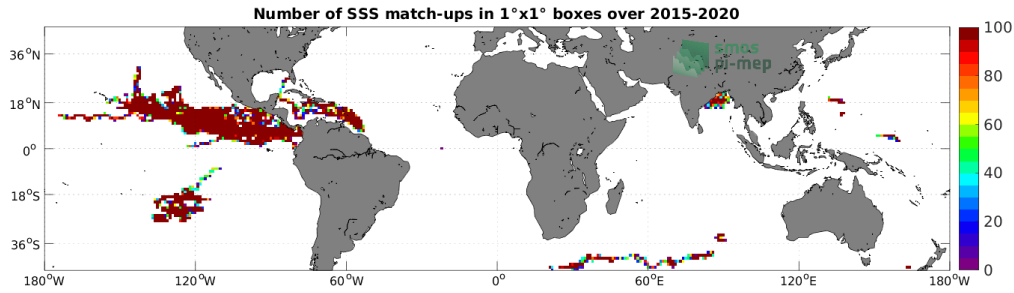 Number of SSS match-ups in 1°x1° boxes over 2015-2020
36°N
18°N
0°
18°S
36°S
180°W
120°W
60°W
0°
60°E
120°E
180°W
100
80
60
40
20
0
smos
pi-mep